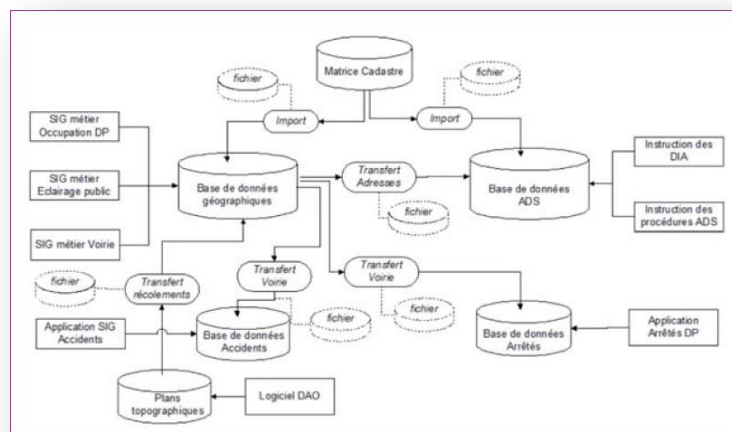 Matrice Cadastre
fichier
fichier
Import
Import
SIG métier
Occupation DP
SIG métier
Eclairage public
SIG métier Voirie
Base de données
géographiques
Transfert
Adresses
fichier
Base de données
ADS
Instruction des
DIA
Instruction des
procédures ADS
fichier
Transfert
récolements
Transfert
Voirie
Transfert
Voirie
fichier
fichier
Application SIG
Accidents
Base de données
Accidents
Base de données
Arrêtés
Application
Arrêtés DP
Plans
topographiques
Logiciel DAO